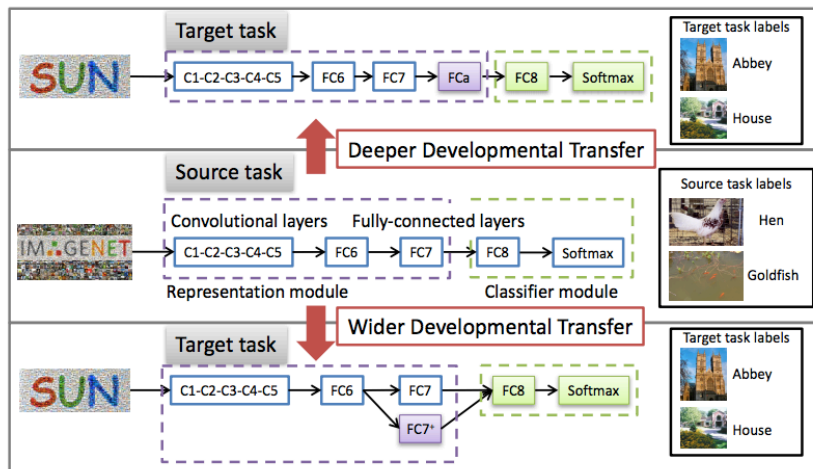 Target task
SUN
C1-C2-C3-C4-C5
FC6
FC7
FCa
FC8
Softmax
Target task labels
Abbey
House
Deeper Developmental Transfer
Source task
Convolutional layers
Fully-connected layers
IMAGENET
C1-C2-C3-C4-C5
FC6
FC7
FC8
Softmax
Representation module
Classifier module
Source task labels
Hen
Goldfish
Wider Developmental Transfer
Target task
SUN
C1-C2-C3-C4-C5
FC6
FC7
FC7⁺
FC8
Softmax
Target task labels
Abbey
House